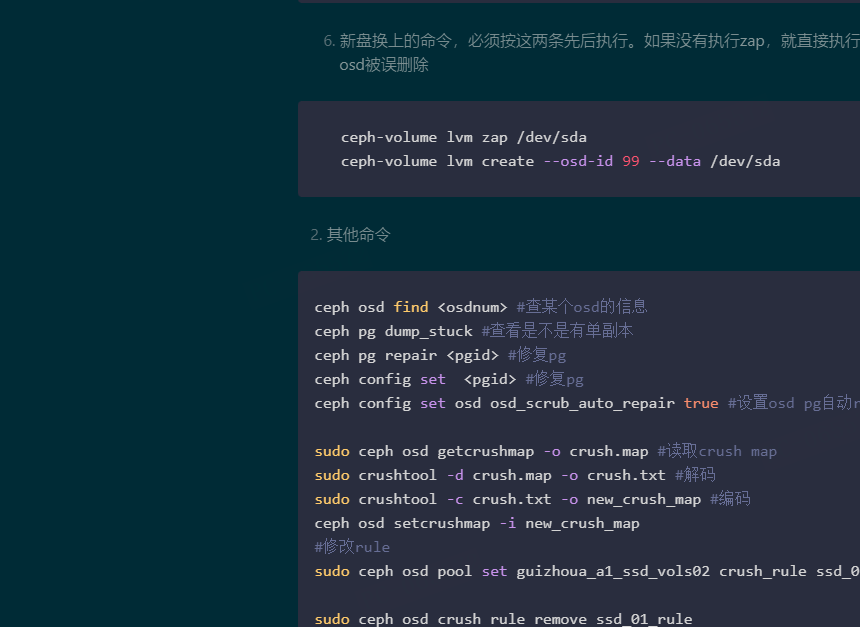 6. 新盘换上的命令，必须按这两条先后执行。如果没有执行zap，就直接执行
osd被误删除
ceph-volume lvm zap /dev/sda
ceph-volume lvm create --osd-id 99 --data /dev/sda
2. 其他命令
ceph osd find <osdnum> #查某个osd的信息
ceph pg dump_stuck #查看是不是有单副本
ceph pg repair <pgid> #修复pg
ceph config set  <pgid> #修复pg
ceph config set osd osd_scrub_auto_repair true #设置osd pg自动r
sudo ceph osd getcrushmap -o crush.map #读取crush map
sudo crushtool -d crush.map -o crush.txt #解码
sudo crushtool -c crush.txt -o new_crush_map #编码
ceph osd setcrushmap -i new_crush_map
#修改rule
sudo ceph osd pool set guizhoua_a1_ssd_vols02 crush_rule ssd_0
sudo ceph osd crush rule remove ssd_01_rule